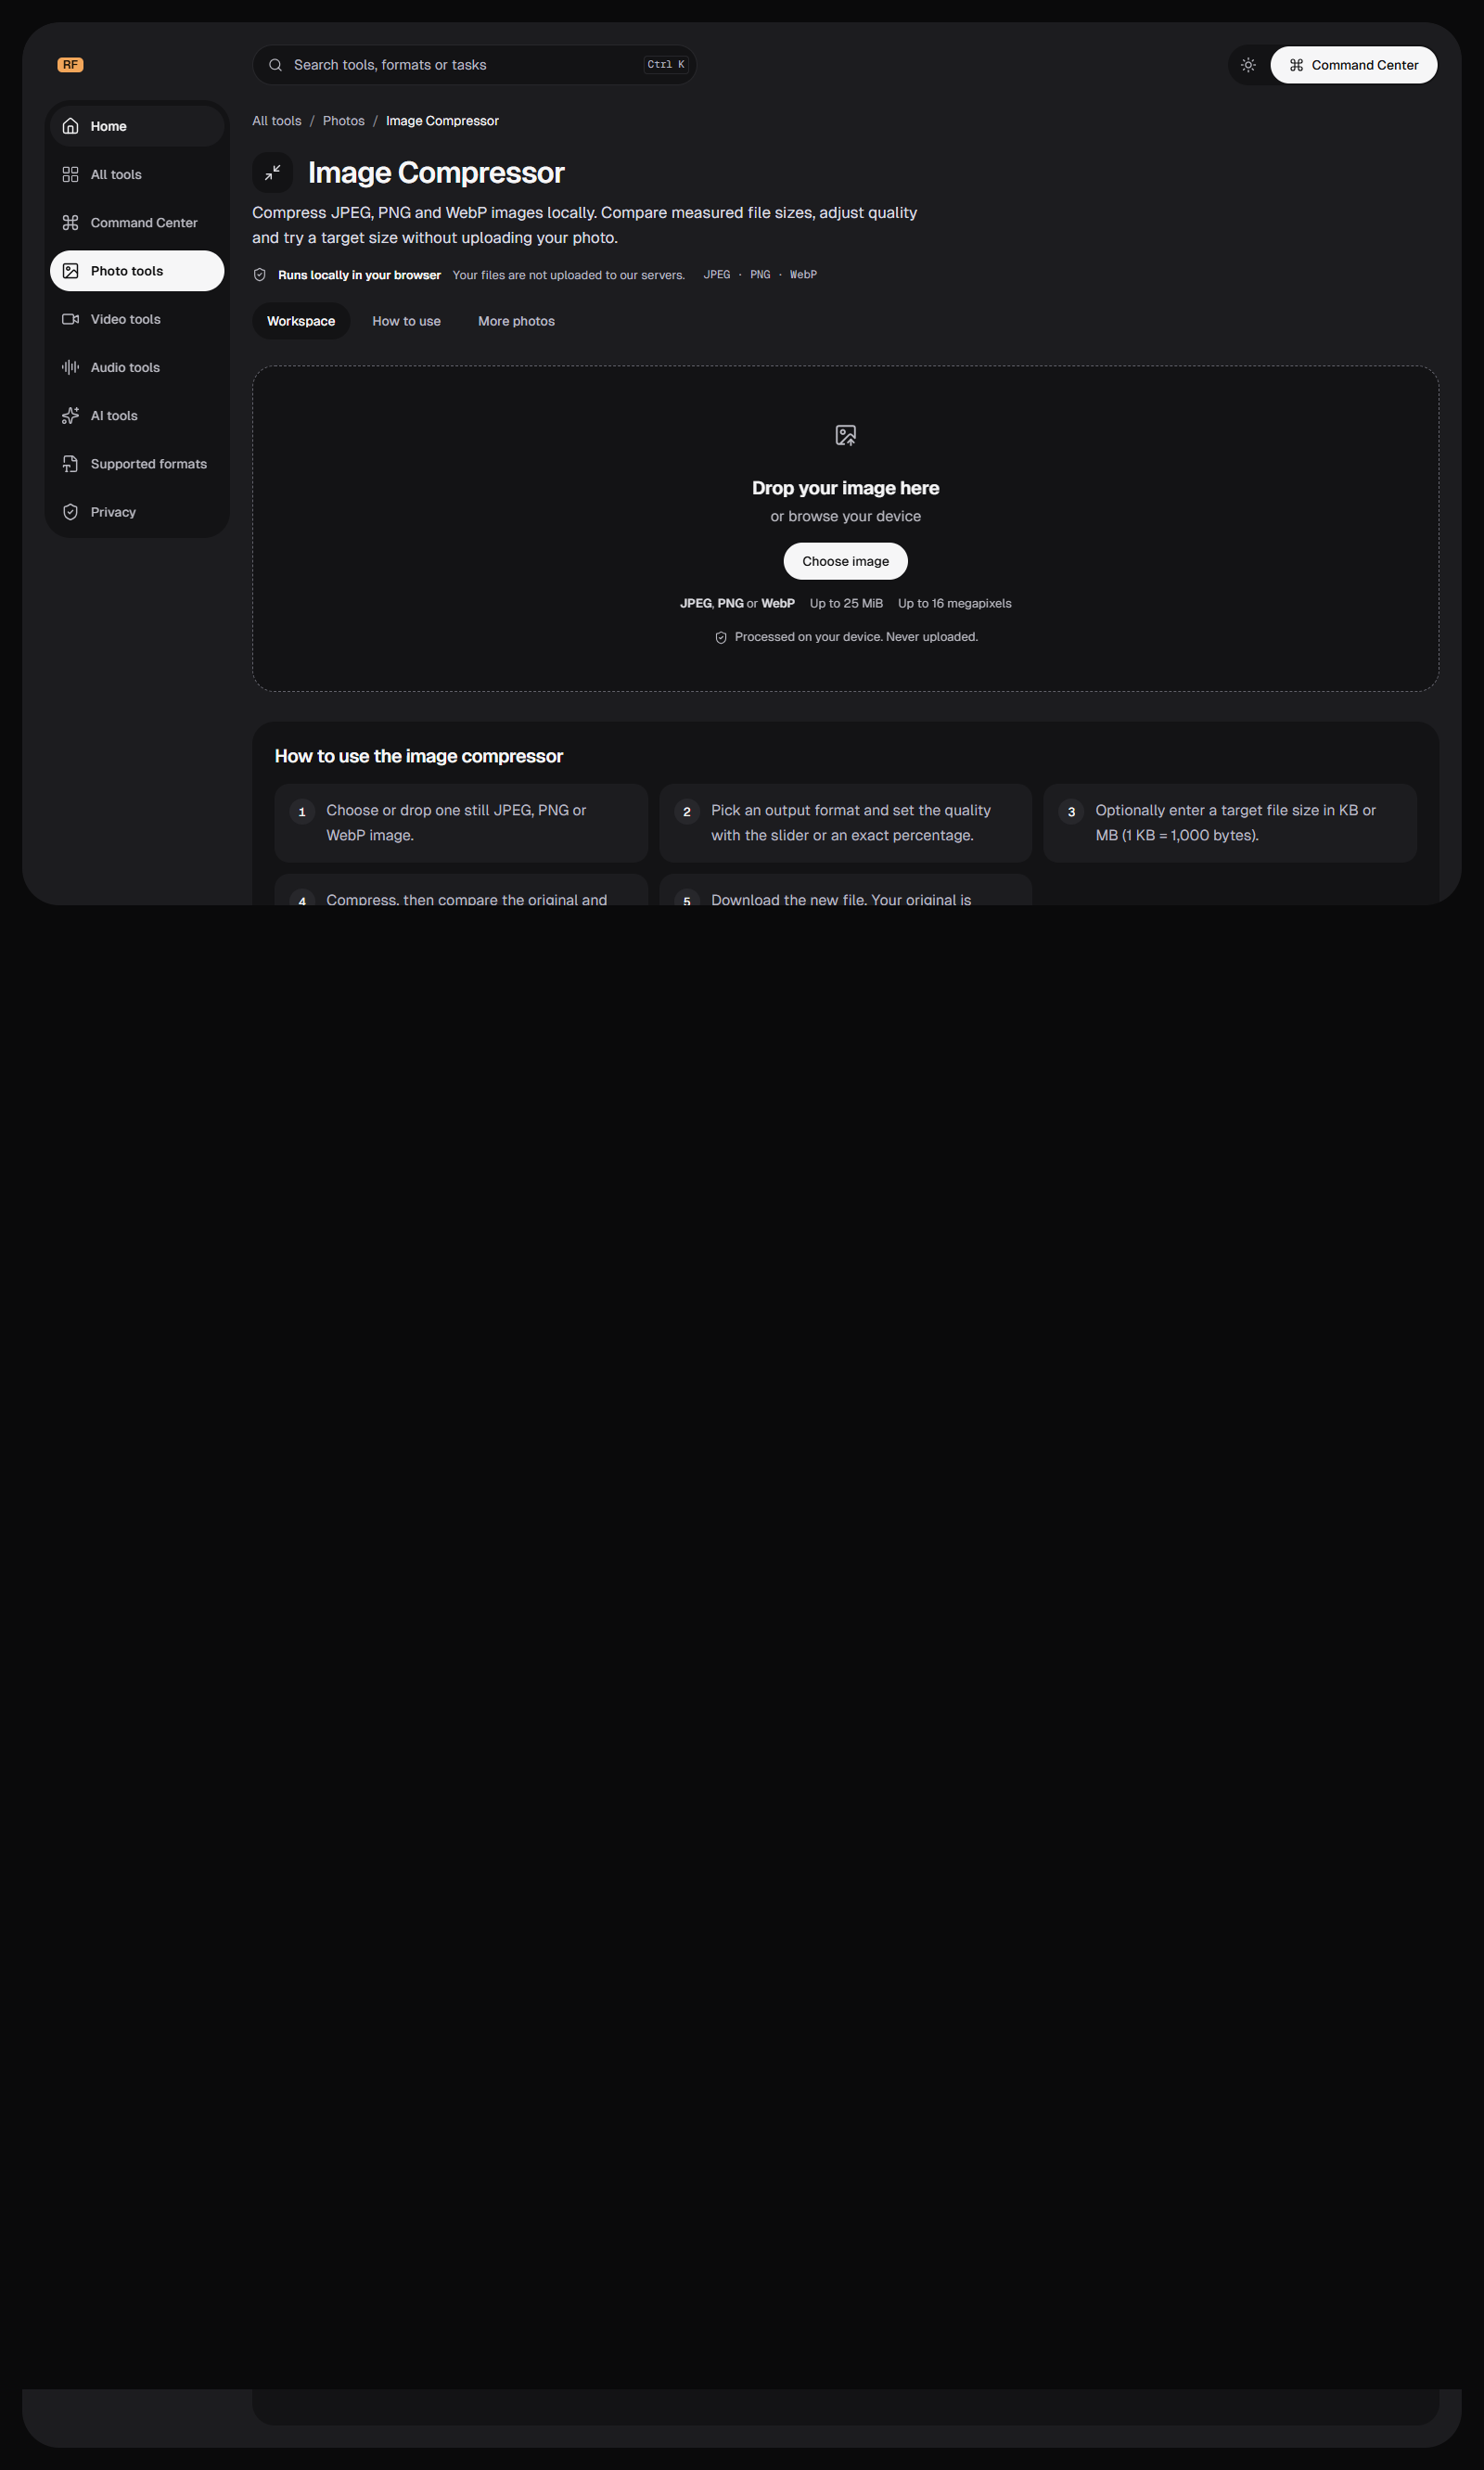 RF
Search tools, formats or tasks
Ctrl K
Command Center
Home
All tools
Command Center
Photo tools
Video tools
Audio tools
AI tools
Supported formats
Privacy
All tools / Photos / Image Compressor
Image Compressor
Compress JPEG, PNG and WebP images locally. Compare measured file sizes, adjust quality
and try a target size without uploading your photo.
Runs locally in your browser Your files are not uploaded to our servers. JPEG · PNG · WebP
Workspace
How to use
More photos
Drop your image here
or browse your device
Choose image
JPEG, PNG or WebP Up to 25 MiB Up to 16 megapixels
Processed on your device. Never uploaded.
How to use the image compressor
1
Choose or drop one still JPEG, PNG or
WebP image.
2
Pick an output format and set the quality
with the slider or an exact percentage.
3
Optionally enter a target file size in KB or
MB (1 KB = 1,000 bytes).
4
Compress, then compare the original and
5
Download the new file. Your original is